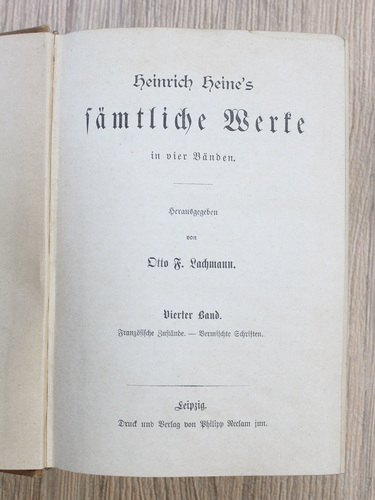 Heinrich Heine's
sämtliche Werke
in vier Bänden.
Herausgegeben
von
Otto F. Lachmann.
Vierter Band.
Französische Zustände. — Vermischte Schriften.
Leipzig.
Druck und Verlag von Philipp Reclam jun.